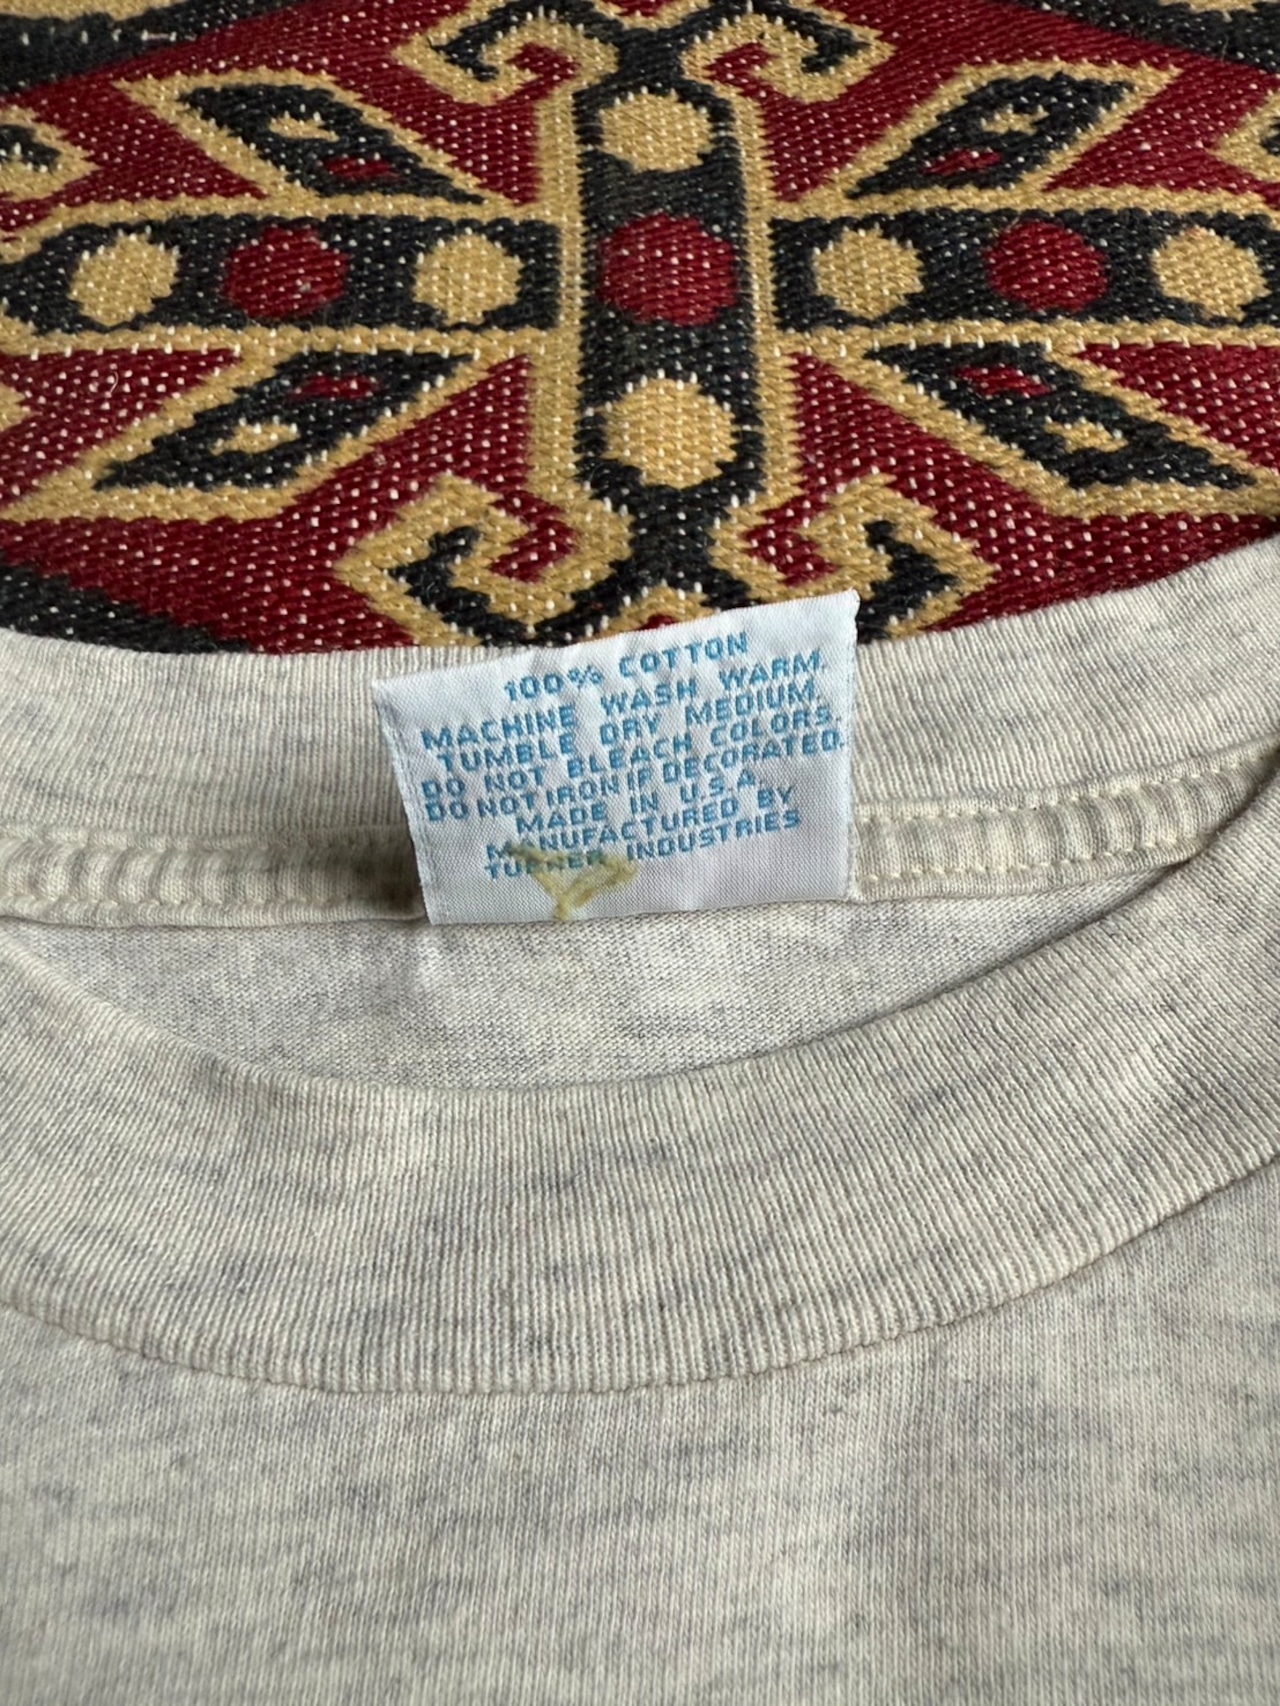 100% COTTON
MACHINE WASH WARM.
TUMBLE DRY MEDIUM.
DO NOT BLEACH COLORS.
DO NOT IRON IF DECORATED.
MADE IN U.S.A.
MANUFACTURED BY
INDUSTRIES